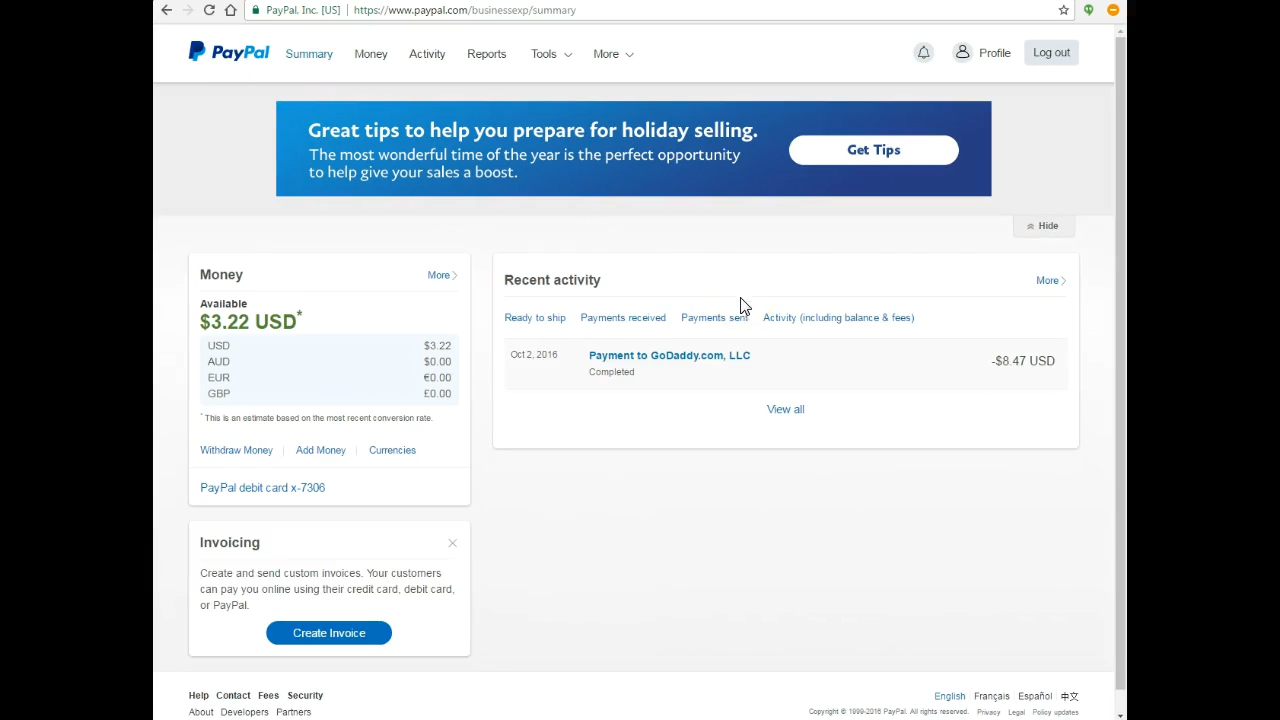 PayPal, Inc. [US] | https://www.paypal.com/businessexp/summary
PayPal Summary Money Activity Reports Tools More Profile Log out
Great tips to help you prepare for holiday selling.
The most wonderful time of the year is the perfect opportunity
to help give your sales a boost.
Get Tips
Hide
Money More
Available
$3.22 USD*
USD $3.22
AUD $0.00
EUR €0.00
GBP £0.00
* This is an estimate based on the most recent conversion rate.
Withdraw Money | Add Money | Currencies
PayPal debit card x-7306
Invoicing
Create and send custom invoices. Your customers
can pay you online using their credit card, debit card,
or PayPal.
Create Invoice
Recent activity More
Ready to ship Payments received Payments sent Activity (including balance & fees)
Oct 2, 2016 Payment to GoDaddy.com, LLC -$8.47 USD
Completed
View all
Help Contact Fees Security
About Developers Partners
English Français Español 中文
Copyright © 1999-2016 PayPal. All rights reserved. Privacy Legal Policy updates